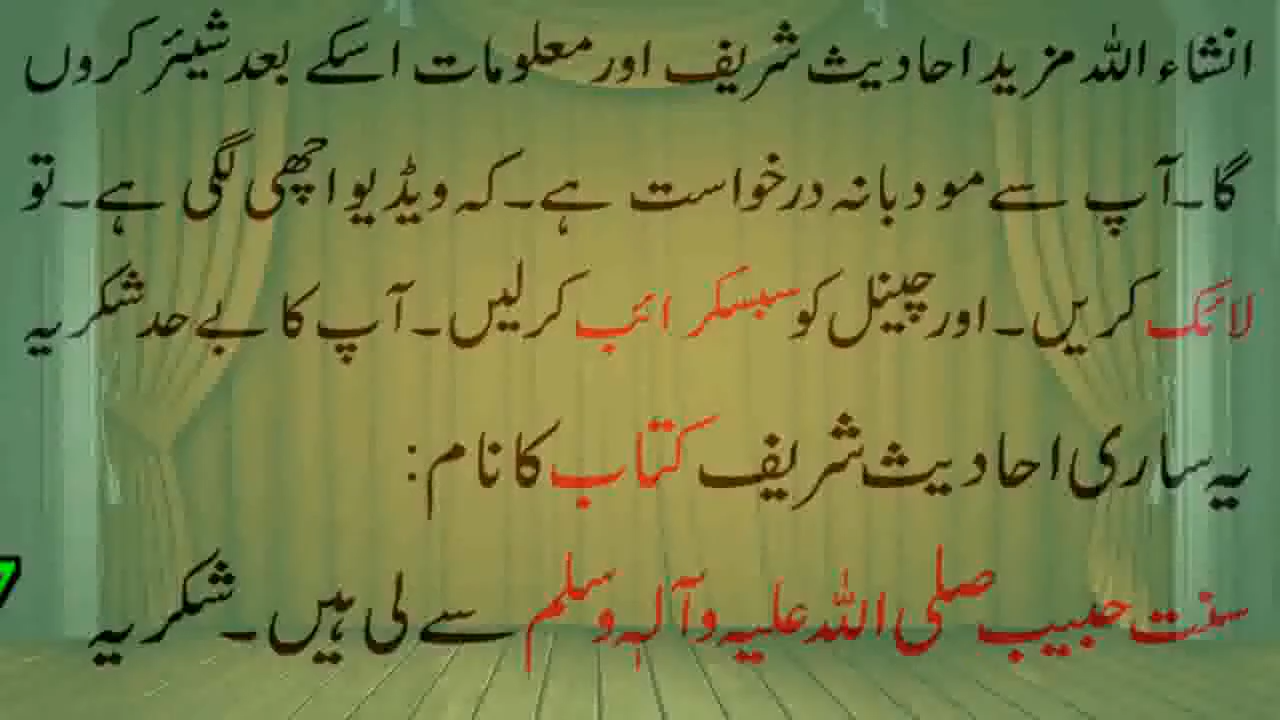 انشاء اللہ مزید احادیث شریف اور معلومات اسکے بعد شیئر کروں
گا۔ آپ سے مودبانہ درخواست ہے۔ کہ ویڈیو اچھی لگی ہے۔ تو
لائک کریں۔ اور چینل کو سبسکرائب کرلیں۔ آپ کا بے حد شکریہ
یہ ساری احادیث شریف کتاب کا نام:
سنت حبیب صلی اللہ علیہ وآلہٖ وسلم سے لی ہیں۔ شکریہ